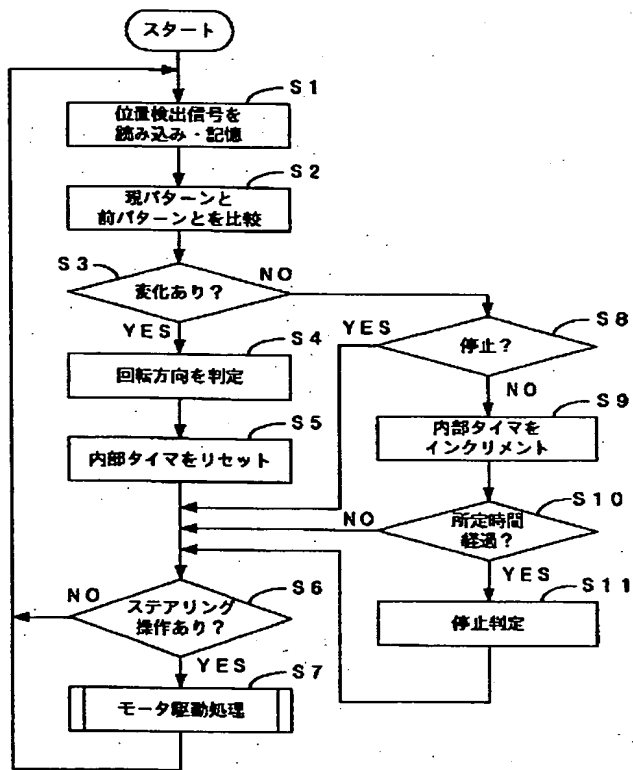 スタート
S1
位置検出信号を
読み込み・記憶
S2
現パターンと
前パターンとを比較
S3
変化あり？
NO
YES
S4
回転方向を判定
S5
内部タイマをリセット
S8
停止？
YES
NO
S9
内部タイマを
インクリメント
S10
所定時間
経過？
NO
YES
S11
停止判定
S6
ステアリング
操作あり？
NO
YES
S7
モータ駆動処理